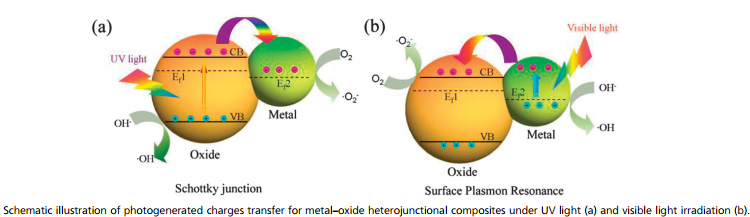 (a)
UV light
CB
Ef1
Ef2
O2
·O2-
Metal
OH-
VB
·OH
Oxide
Schottky junction
(b)
Visible light
·O2-
O2
CB
Ef1
Ef2
OH-
·OH
Metal
VB
Oxide
Surface Plasmon Resonance
Schematic illustration of photogenerated charges transfer for metal–oxide heterojunctional composites under UV light (a) and visible light irradiation (b).